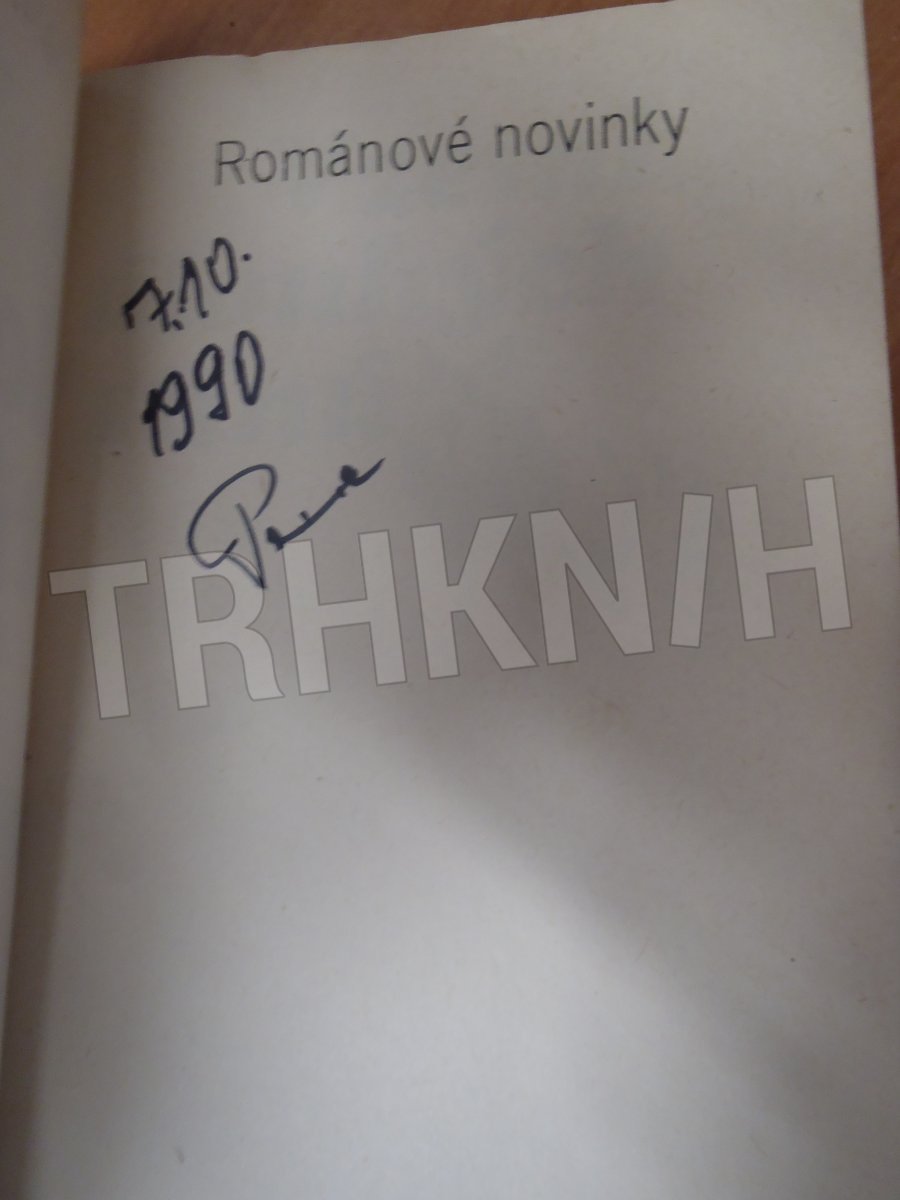 Románové novinky
7.10.
1990
TRHKNIH